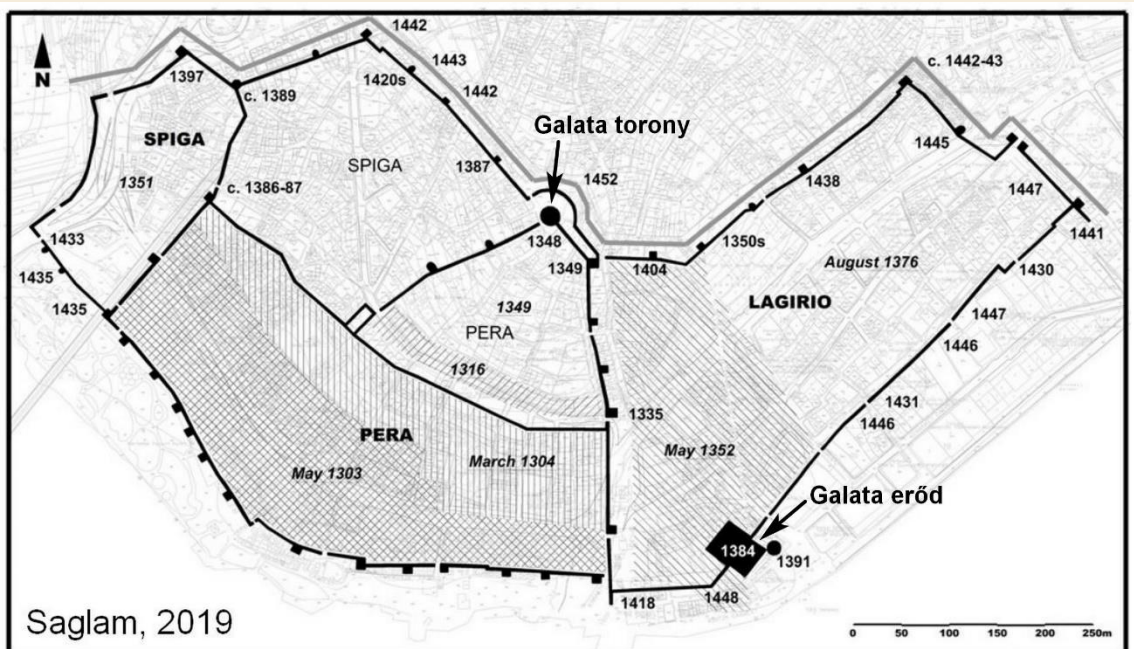 1442
1443
c. 1442-43
N
1397
1420s
1442
c. 1389
Galata torony
1445
SPIGA
SPIGA
1387
1452
1438
1447
1351
c. 1386-87
1441
1433
1348
1350s
1349
1404
August 1376
1430
1435
1349
LAGIRIO
1435
PERA
1447
1446
1316
1335
1431
1446
PERA
May 1303
March 1304
May 1352
Galata erőd
1384
1391
1418
1448
Saglam, 2019
0 50 100 150 200 250m